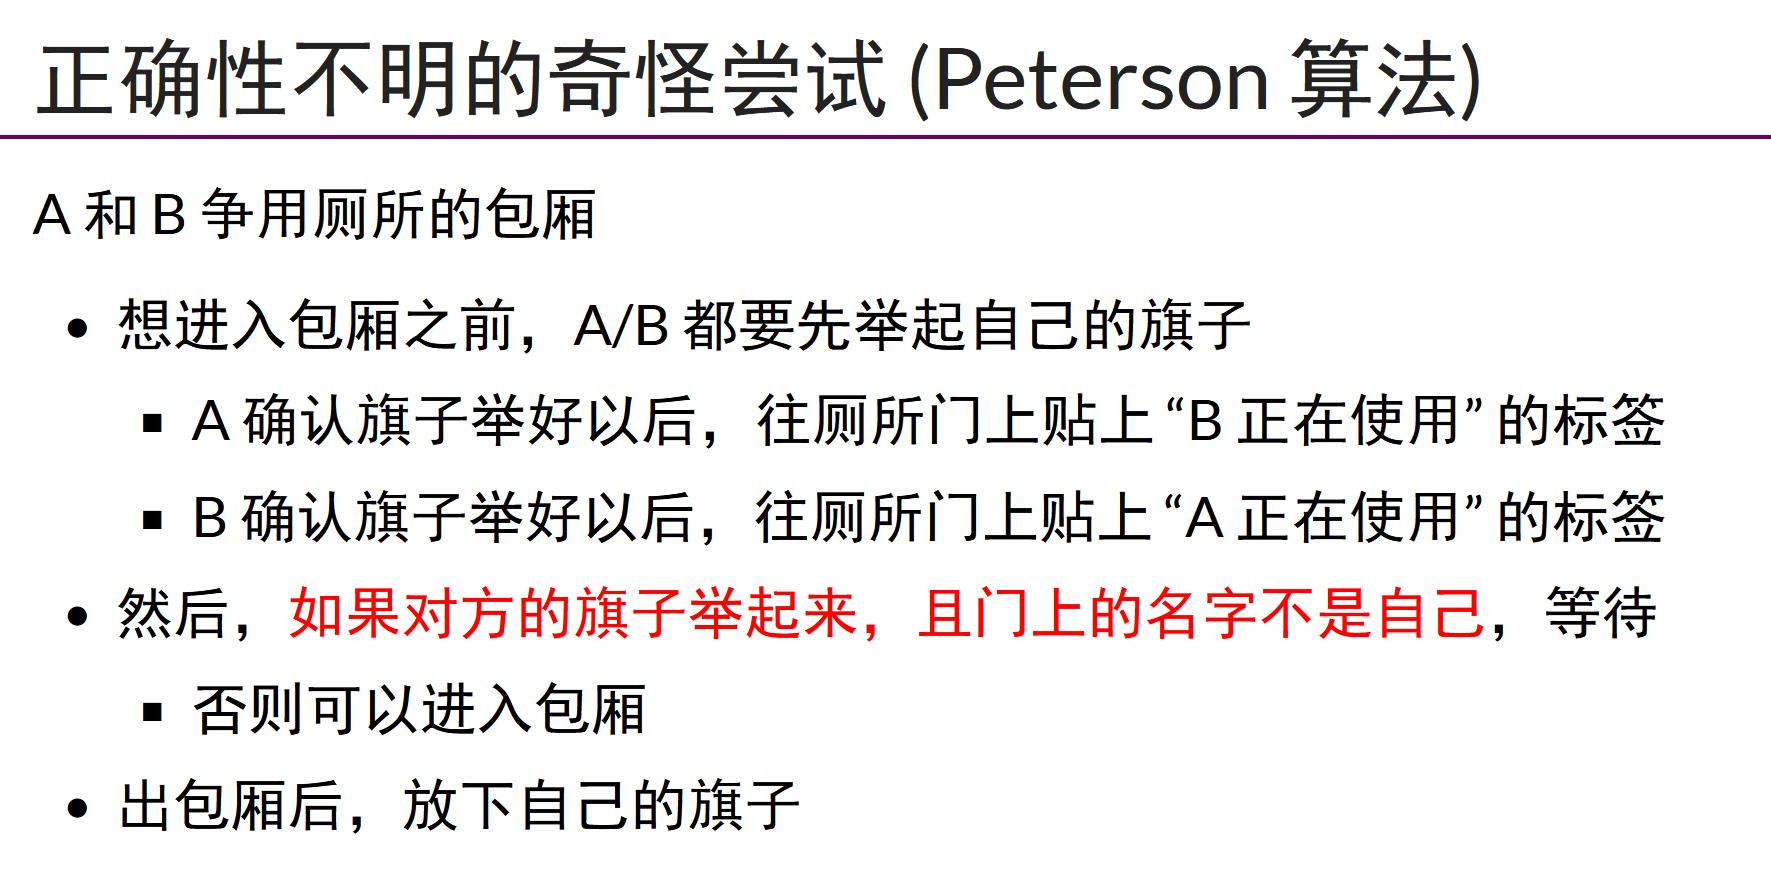 正确性不明的奇怪尝试 (Peterson 算法)
A 和 B 争用厕所的包厢
• 想进入包厢之前，A/B 都要先举起自己的旗子
▪ A 确认旗子举好以后，往厕所门上贴上 “B 正在使用” 的标签
▪ B 确认旗子举好以后，往厕所门上贴上 “A 正在使用” 的标签
• 然后，如果对方的旗子举起来，且门上的名字不是自己，等待
▪ 否则可以进入包厢
• 出包厢后，放下自己的旗子